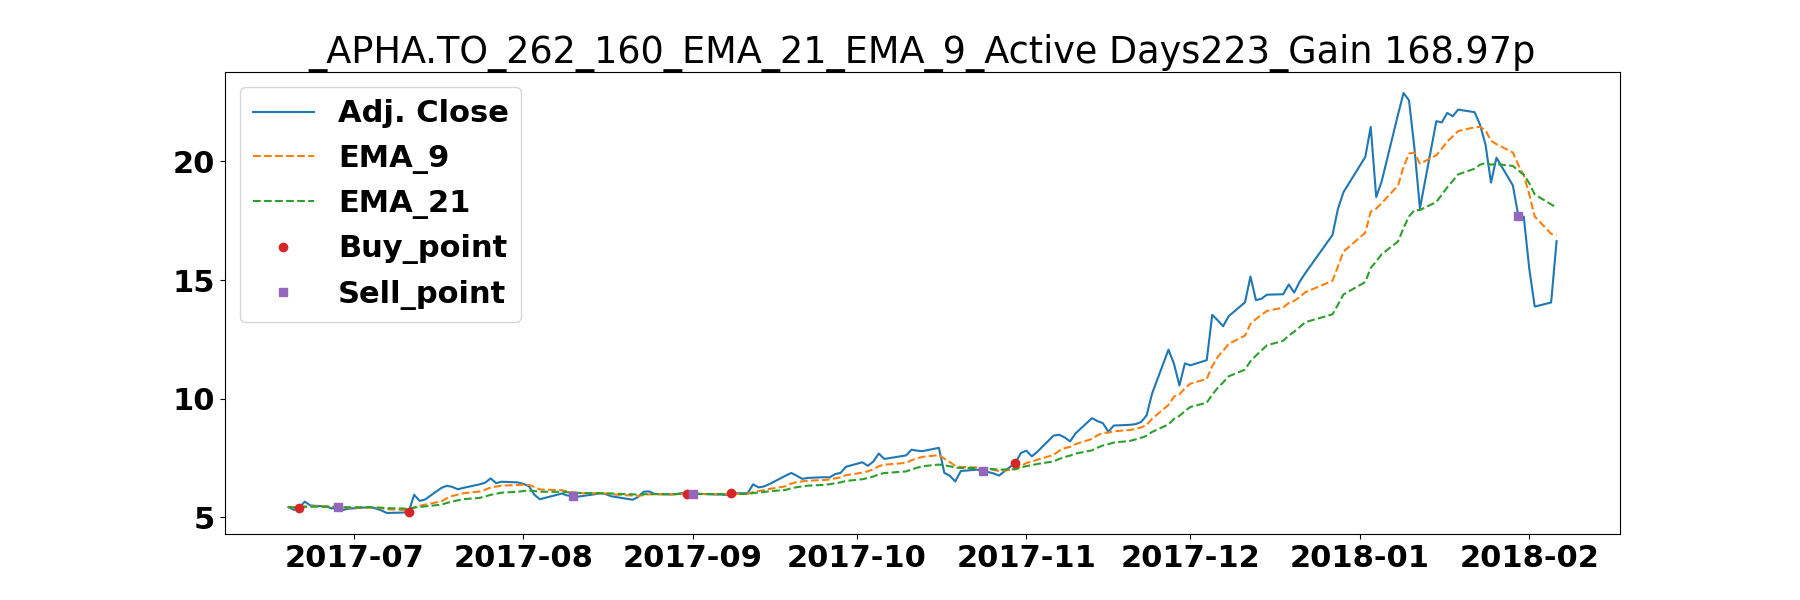 _APHA.TO_262_160_EMA_21_EMA_9_Active Days223_Gain 168.97p
Adj. Close
EMA_9
EMA_21
Buy_point
Sell_point
20
15
10
5
2017-07 2017-08 2017-09 2017-10 2017-11 2017-12 2018-01 2018-02